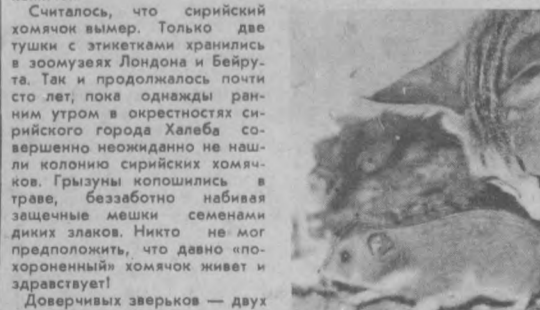 Считалось, что сирийский
хомячок вымер. Только две
тушки с этикетками хранились
в зоомузеях Лондона и Бейру-
та. Так и продолжалось почти
сто лет, пока однажды ран-
ним утром в окрестностях си-
рийского города Халеба со-
вершенно неожиданно не наш-
ли колонию сирийских хомяч-
ков. Грызуны копошились в
траве, беззаботно набивая
защечные мешки семенами
диких злаков. Никто не мог
предположить, что давно «по-
хороненный» хомячок живет и
здравствует!
Доверчивых зверьков — двух